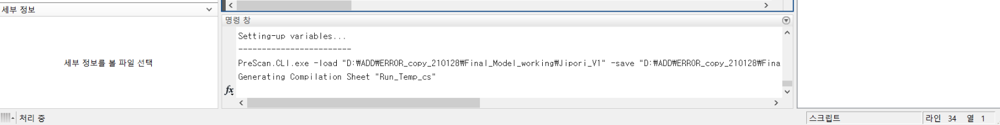 세부 정보
명령 창
Setting-up variables...
------------------------
PreScan.CLI.exe -load "D:₩ADD₩ERROR_copy_210128₩Final_Model_working₩Jipori_V1" -save "D:₩ADD₩ERROR_copy_210128₩Fina
Generating Compilation Sheet "Run_Temp_cs"
세부 정보를 볼 파일 선택
fx
처리 중
스크립트
라인 34 열 1